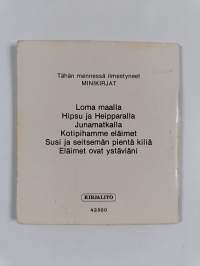 Tähän mennessä ilmestyneet
MINIKIRJAT
Loma maalla
Hipsu ja Heipparalla
Junamatkalla
Kotipihamme eläimet
Susi ja seitsemän pientä kiliä
Eläimet ovat ystäviäni
KIRJALITO
42500